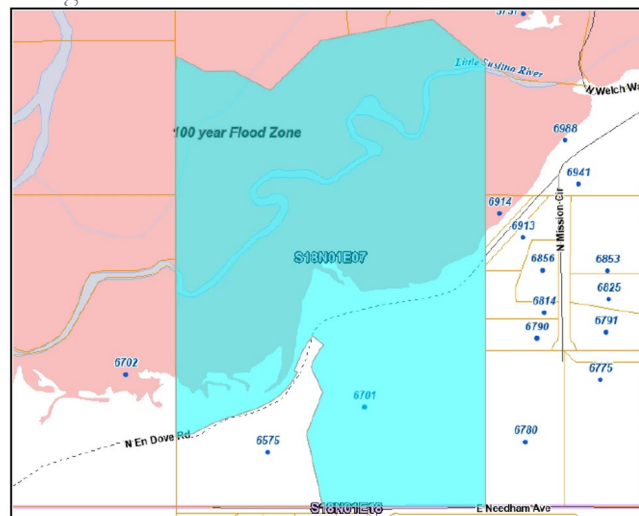 Little Susitna River
N Welch Wa
100 year Flood Zone
6988
6941
6914
N Mission Cir
6913
S18N01E07
6856
6853
6825
6814
6790
6791
6702
6775
6701
N En Dove Rd.
6575
6780
S18N01E18
E Needham Ave